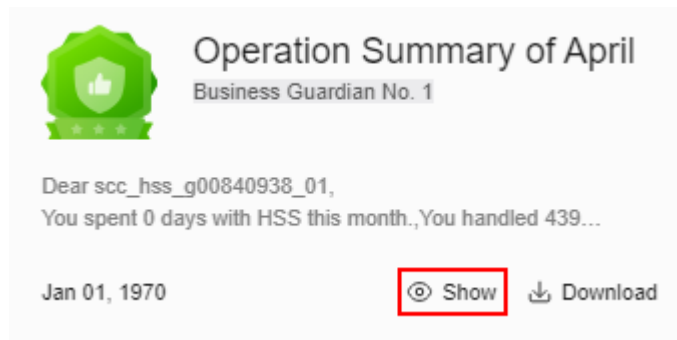 Operation Summary of April
Business Guardian No. 1
Dear scc_hss_g00840938_01,
You spent 0 days with HSS this month.,You handled 439...
Jan 01, 1970
Show
Download